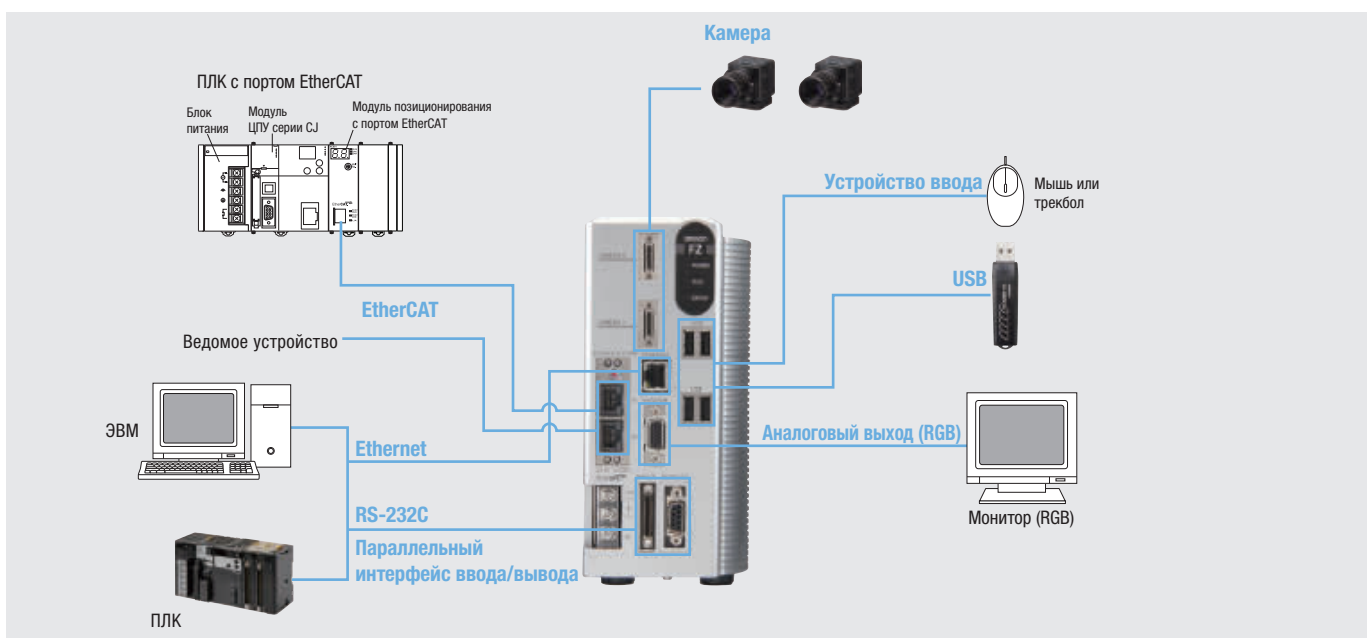 Камера
ПЛК с портом EtherCAT
Блок
питания
Модуль
ЦПУ серии CJ
Модуль позиционирования
с портом EtherCAT
Устройство ввода
Мышь или
трекбол
FZ
USB
EtherCAT
Ведомое устройство
ЭВМ
Ethernet
Аналоговый выход (RGB)
Монитор (RGB)
RS-232C
Параллельный
интерфейс ввода/вывода
ПЛК